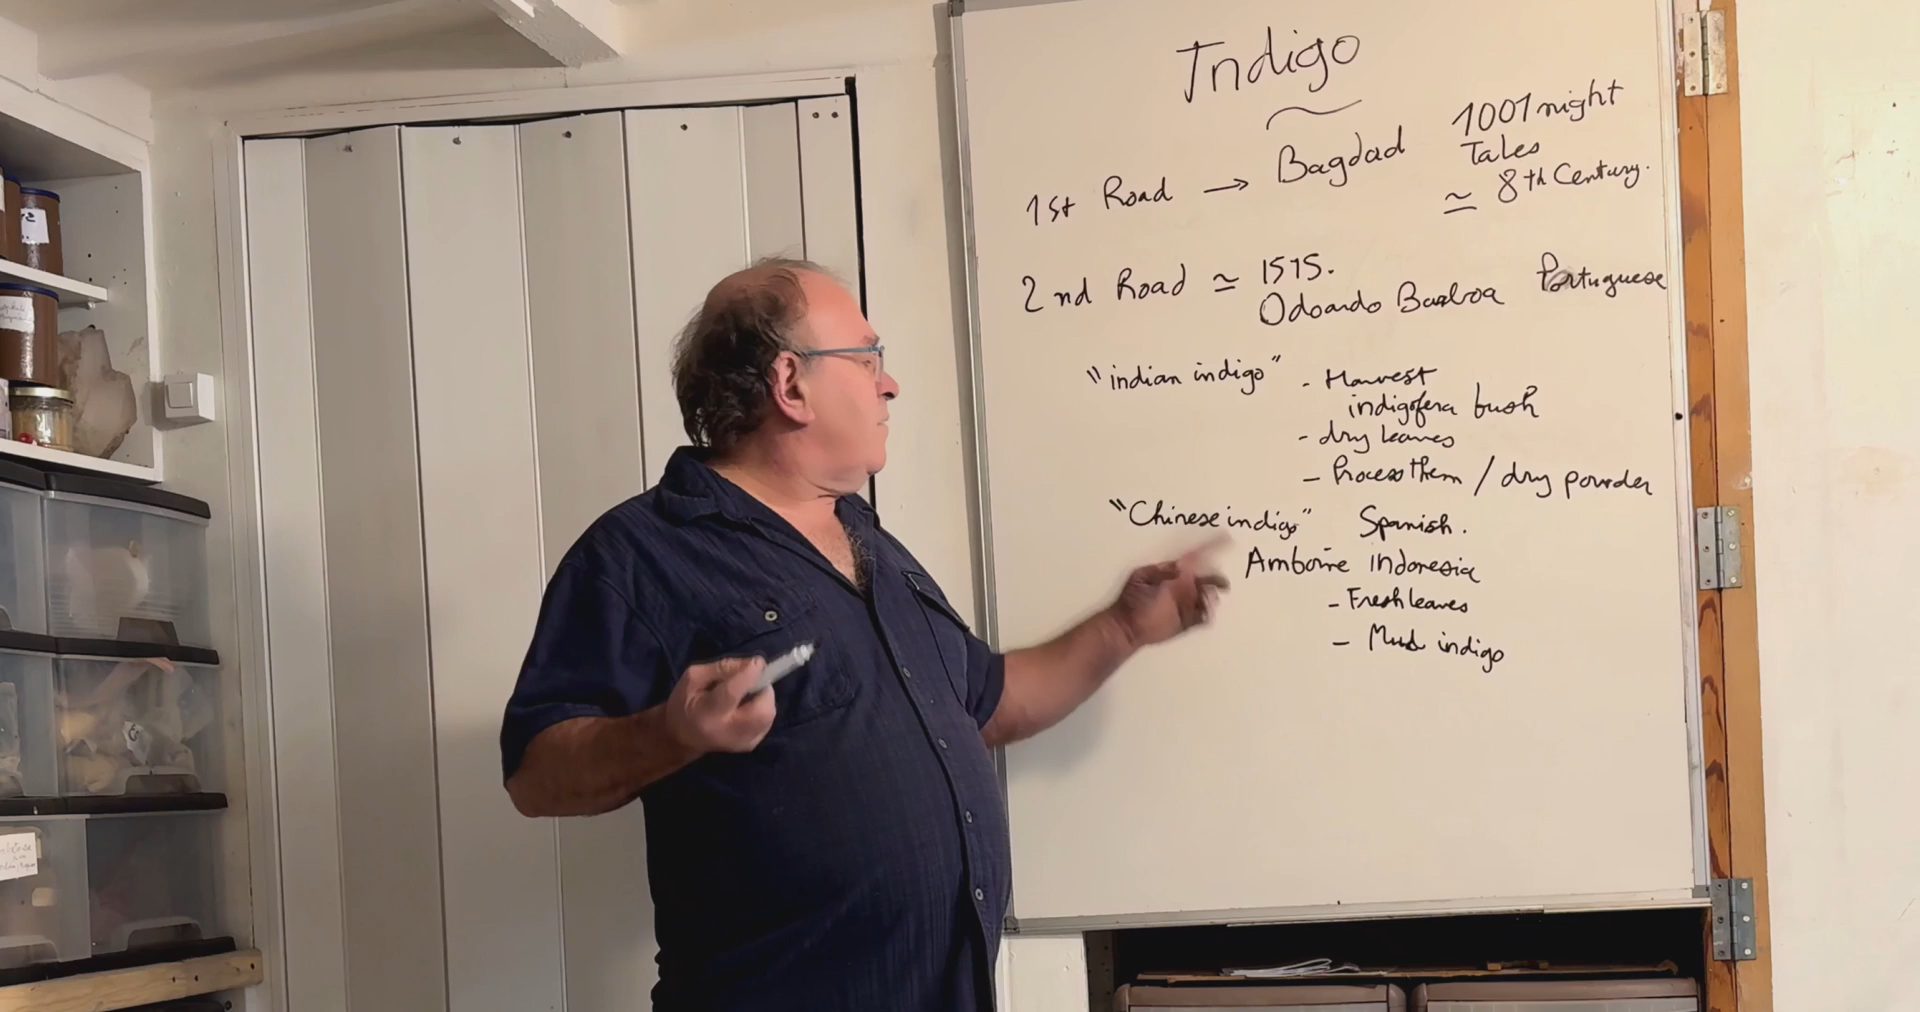 Indigo
1st Road → Bagdad
1001 night
Tales
≃ 8th Century.
2nd Road ≃ 1515.
Odoardo Barboa Portuguese
"indian indigo" - Harvest
indigofera bush
- dry leaves
- Process them / dry powder
"Chinese indigo" Spanish.
Amboine indonesia
- Fresh leaves
- Mud indigo